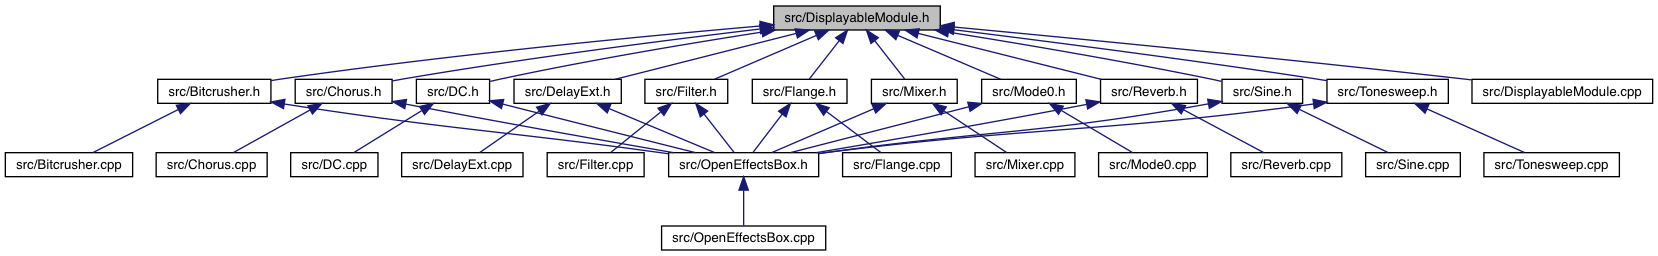 src/DisplayableModule.h
src/Bitcrusher.h
src/Chorus.h
src/DC.h
src/DelayExt.h
src/Filter.h
src/Flange.h
src/Mixer.h
src/Mode0.h
src/Reverb.h
src/Sine.h
src/Tonesweep.h
src/DisplayableModule.cpp
src/Bitcrusher.cpp
src/Chorus.cpp
src/DC.cpp
src/DelayExt.cpp
src/Filter.cpp
src/OpenEffectsBox.h
src/Flange.cpp
src/Mixer.cpp
src/Mode0.cpp
src/Reverb.cpp
src/Sine.cpp
src/Tonesweep.cpp
src/OpenEffectsBox.cpp